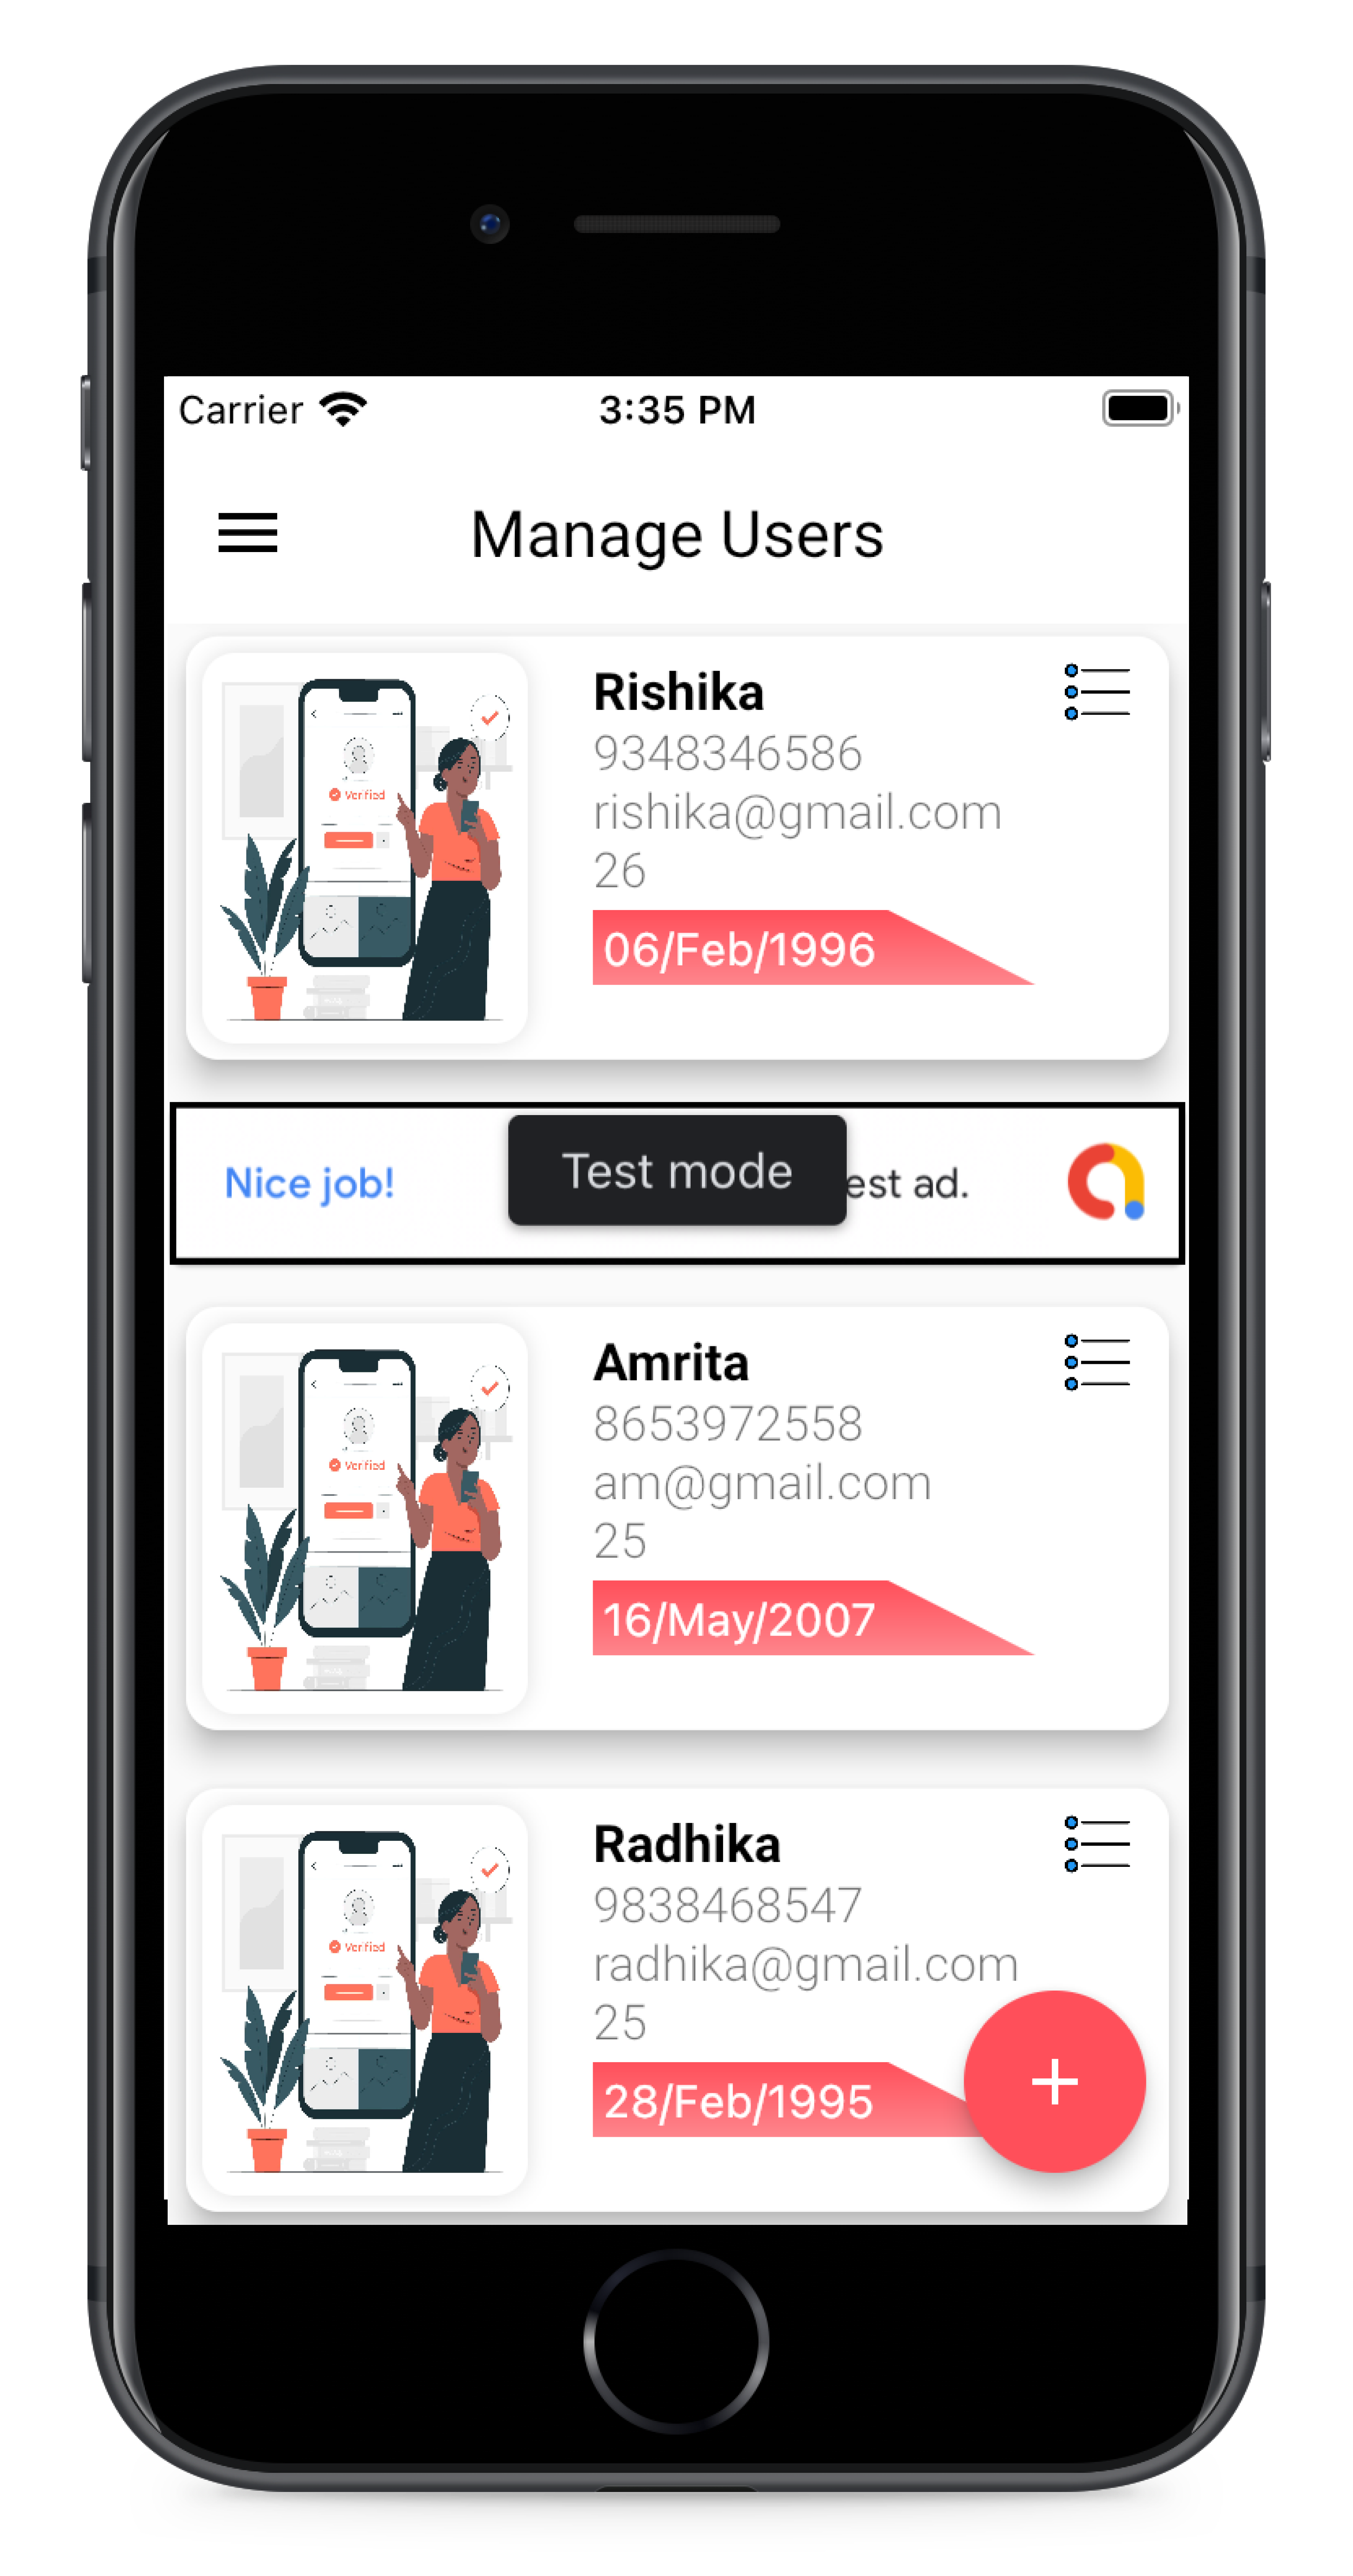 Carrier 3:35 PM
Manage Users
Rishika
9348346586
rishika@gmail.com
26
06/Feb/1996
Verified
Nice job! Test mode est ad.
Amrita
8653972558
am@gmail.com
25
16/May/2007
Verified
Radhika
9838468547
radhika@gmail.com
25
28/Feb/1995
Verified